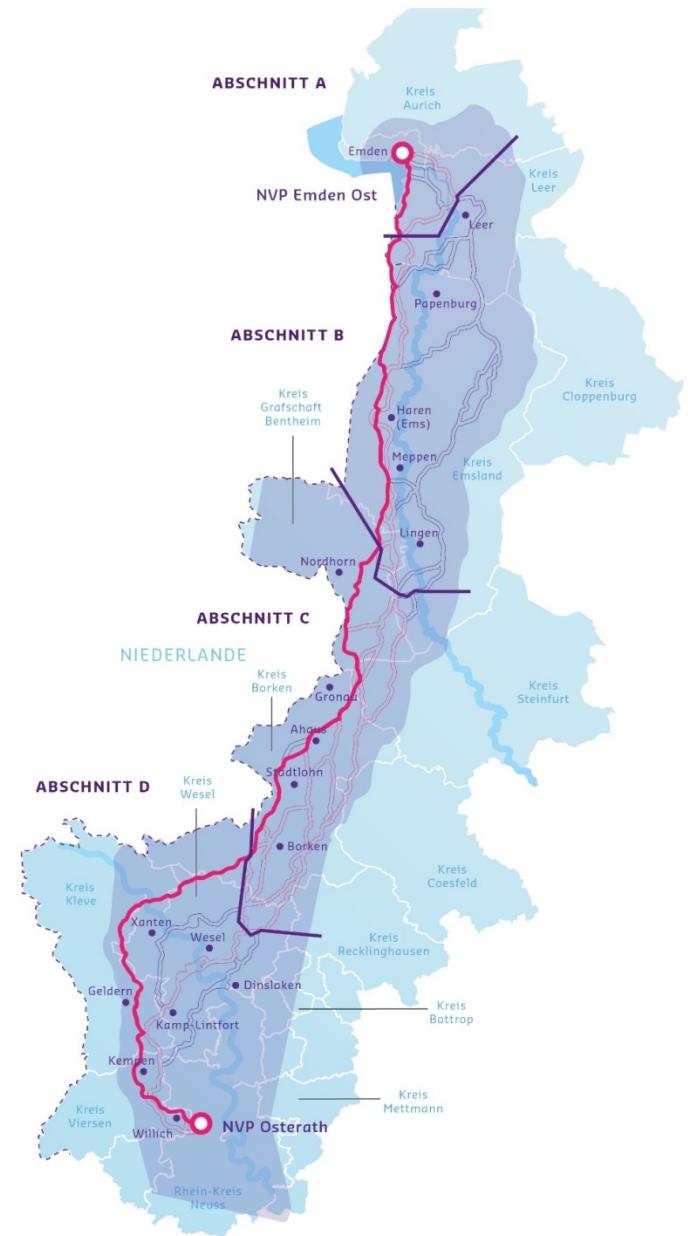 ABSCHNITT A
Kreis
Aurich
Emden
Kreis
Leer
NVP Emden Ost
Leer
Papenburg
ABSCHNITT B
Kreis
Grafschaft
Bentheim
Kreis
Cloppenburg
Haren
(Ems)
Meppen
Kreis
Emsland
Lingen
Nordhorn
ABSCHNITT C
NIEDERLANDE
Kreis
Borken
Gronau
Kreis
Steinfurt
Ahaus
Stadtlohn
ABSCHNITT D
Kreis
Wesel
Borken
Kreis
Coesfeld
Kreis
Kleve
Xanten
Wesel
Kreis
Recklinghausen
Dinslaken
Geldern
Kreis
Bottrop
Kamp-Lintfort
Kempen
Kreis
Mettmann
Kreis
Viersen
Willich
NVP Osterath
Rhein-Kreis
Neuss